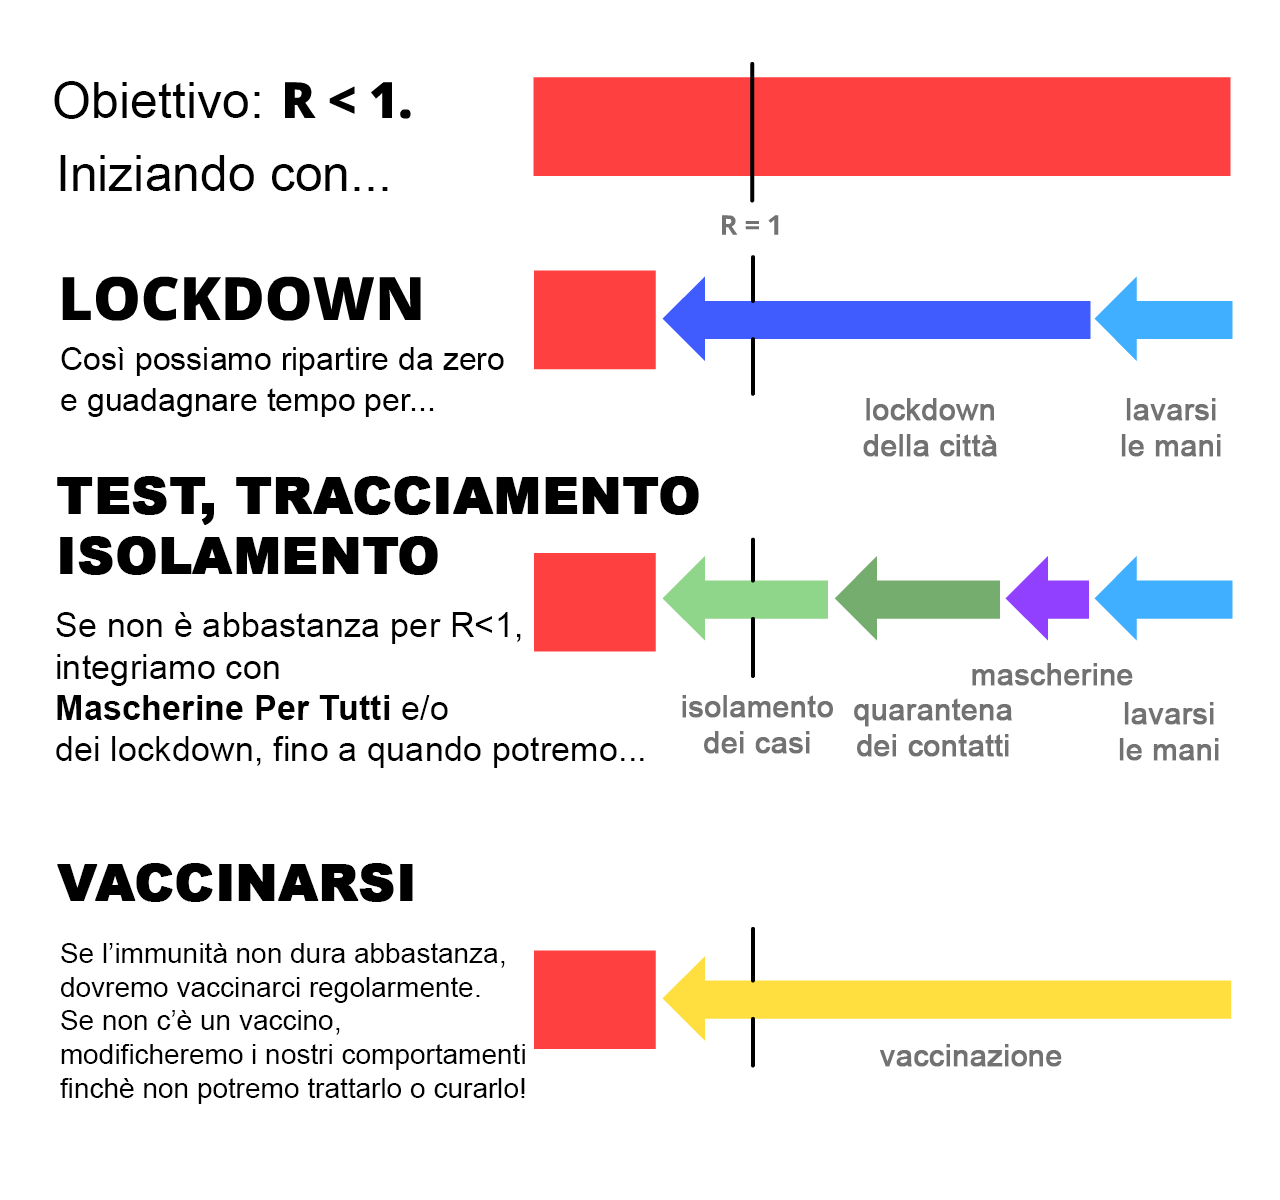 Obiettivo: R < 1.
Iniziando con...
R = 1
LOCKDOWN
Così possiamo ripartire da zero
e guadagnare tempo per...
lockdown
della città
lavarsi
le mani
TEST, TRACCIAMENTO
ISOLAMENTO
Se non è abbastanza per R<1,
integriamo con
Mascherine Per Tutti e/o
dei lockdown, fino a quando potremo...
isolamento
dei casi
quarantena
dei contatti
mascherine
lavarsi
le mani
VACCINARSI
Se l’immunità non dura abbastanza,
dovremo vaccinarci regolarmente.
Se non c’è un vaccino,
modificheremo i nostri comportamenti
finchè non potremo trattarlo o curarlo!
vaccinazione